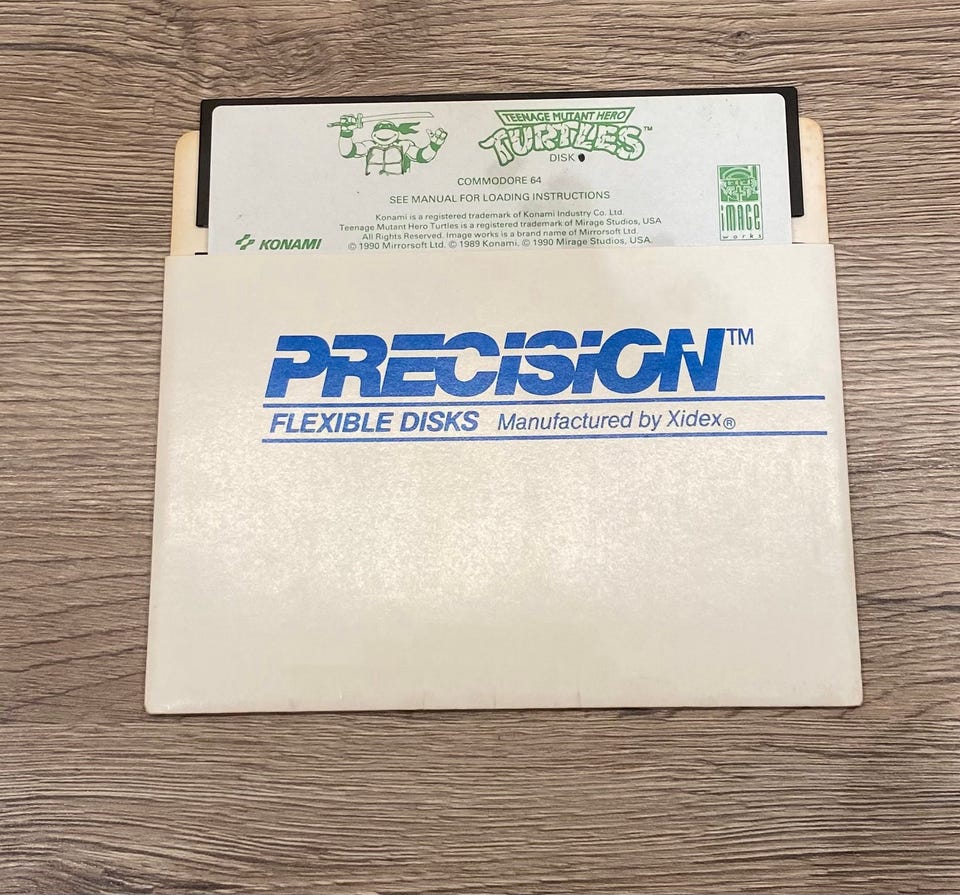 TEENAGE MUTANT HERO
TURTLES™
DISK
COMMODORE 64
SEE MANUAL FOR LOADING INSTRUCTIONS
Konami is a registered trademark of Konami Industry Co. Ltd.
Teenage Mutant Hero Turtles is a registered trademark of Mirage Studios, USA
All Rights Reserved. Image works is a brand name of Mirrorsoft Ltd.
© 1990 Mirrorsoft Ltd. © 1989 Konami. © 1990 Mirage Studios, USA.
KONAMI
iMAGE
works
PRECISION™
FLEXIBLE DISKS Manufactured by Xidex®